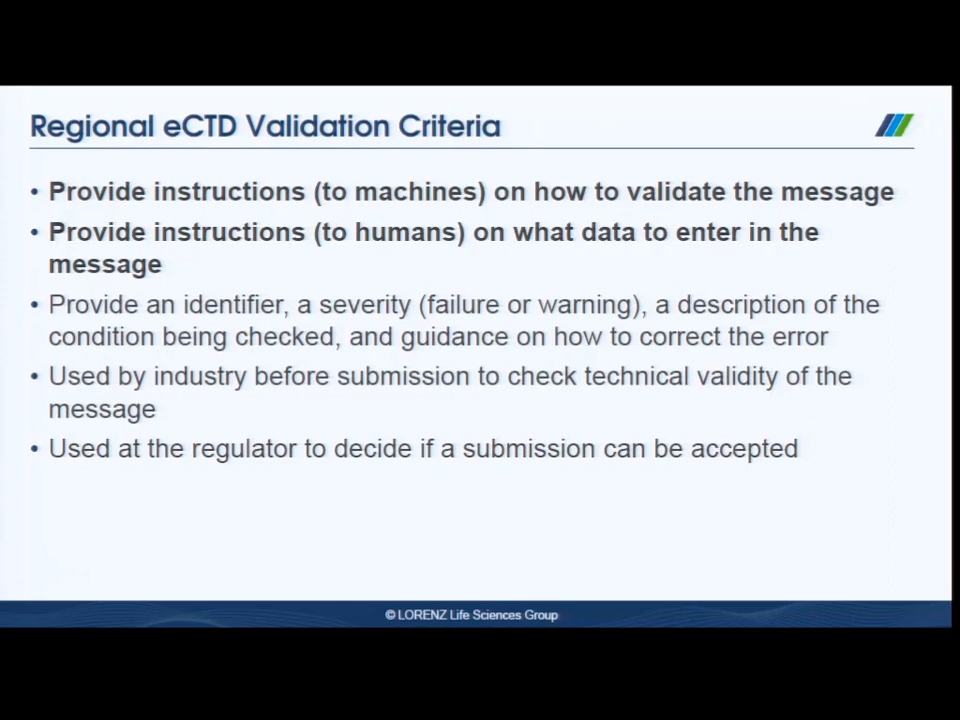 Regional eCTD Validation Criteria
• Provide instructions (to machines) on how to validate the message
• Provide instructions (to humans) on what data to enter in the
message
• Provide an identifier, a severity (failure or warning), a description of the
condition being checked, and guidance on how to correct the error
• Used by industry before submission to check technical validity of the
message
• Used at the regulator to decide if a submission can be accepted
© LORENZ Life Sciences Group